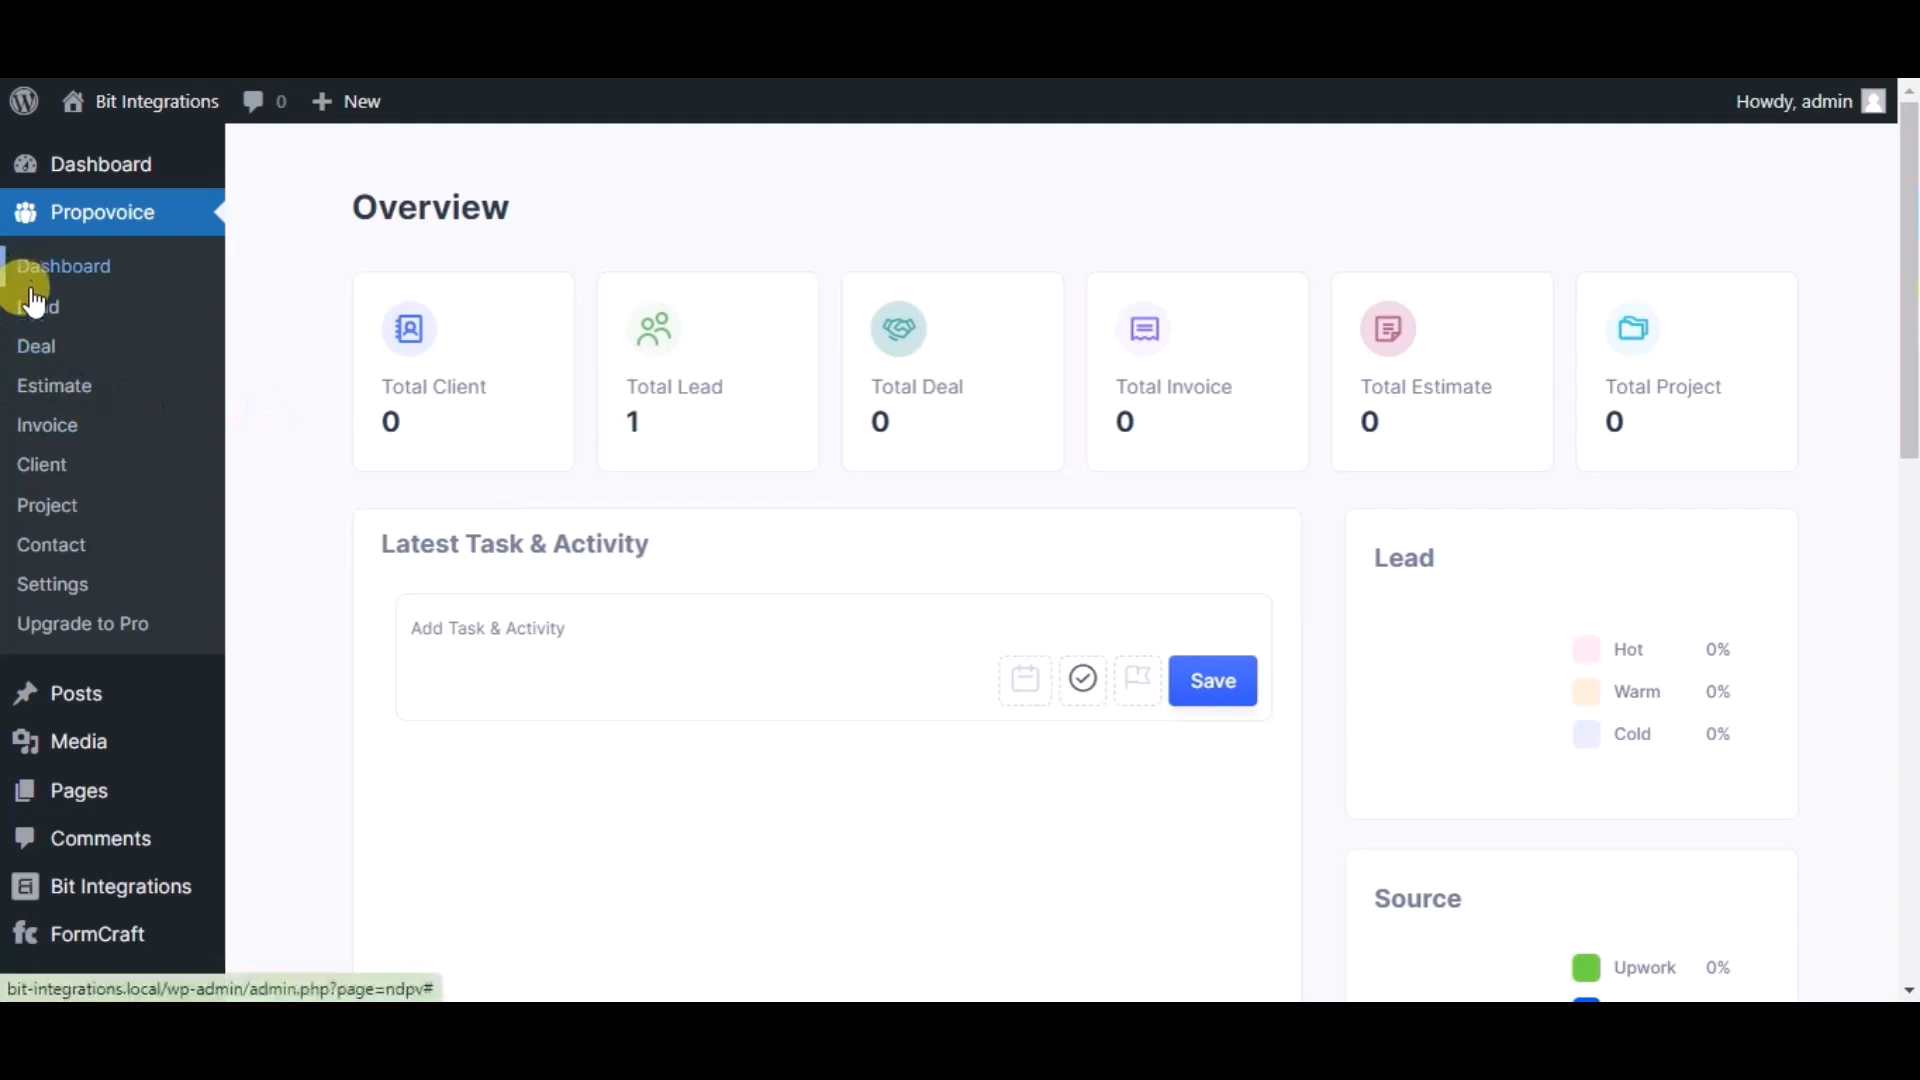 Bit Integrations 0 New Howdy, admin
Dashboard
Propovoice
Dashboard
Deal
Estimate
Invoice
Client
Project
Contact
Settings
Upgrade to Pro
Posts
Media
Pages
Comments
Bit Integrations
fc FormCraft
bit-integrations.local/wp-admin/admin.php?page=ndpv#
Overview
Total Client
0
Total Lead
1
Total Deal
0
Total Invoice
0
Total Estimate
0
Total Project
0
Latest Task & Activity
Add Task & Activity
Save
Lead
Hot 0%
Warm 0%
Cold 0%
Source
Upwork 0%